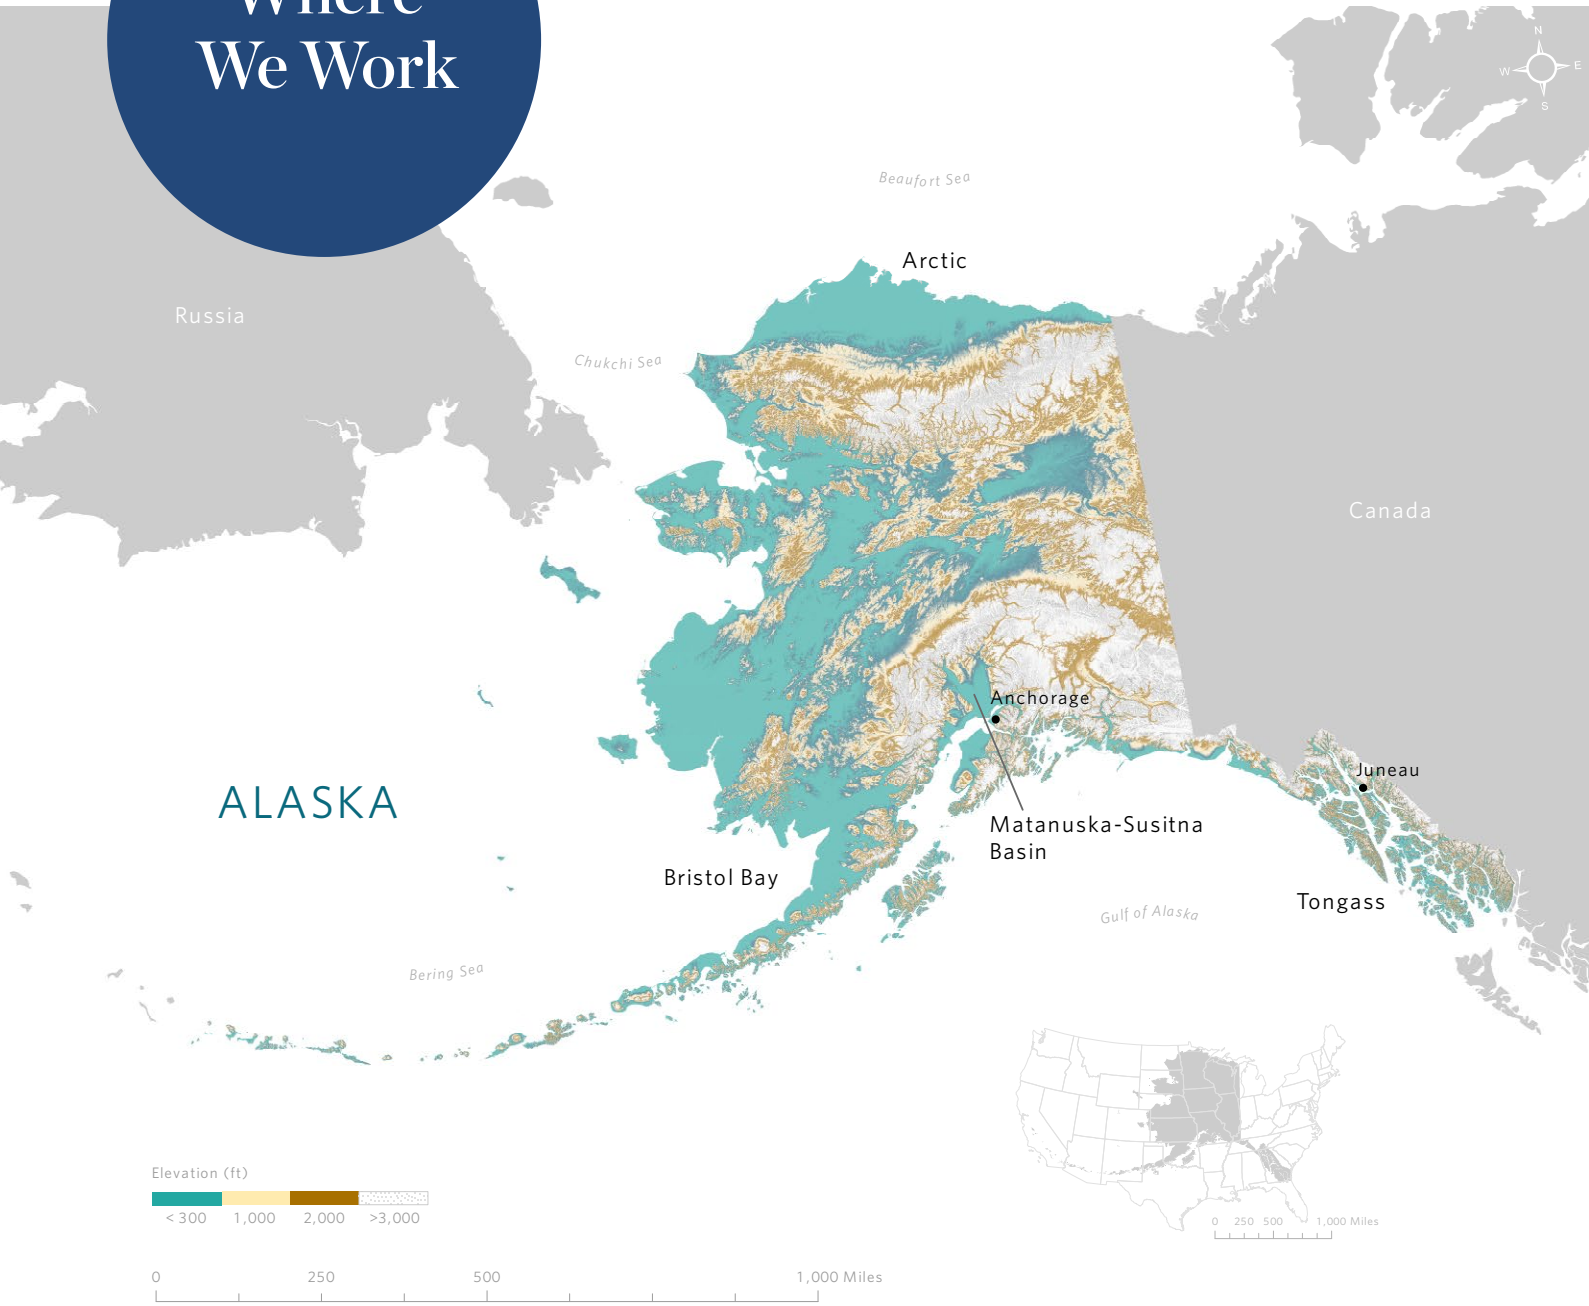 Where
We Work
N
W
E
S
Beaufort Sea
Arctic
Russia
Chukchi Sea
Canada
Anchorage
Juneau
ALASKA
Matanuska-Susitna
Basin
Bristol Bay
Tongass
Gulf of Alaska
Bering Sea
Elevation (ft)
< 300 1,000 2,000 >3,000
0 250 500 1,000 Miles
0 250 500 1,000 Miles